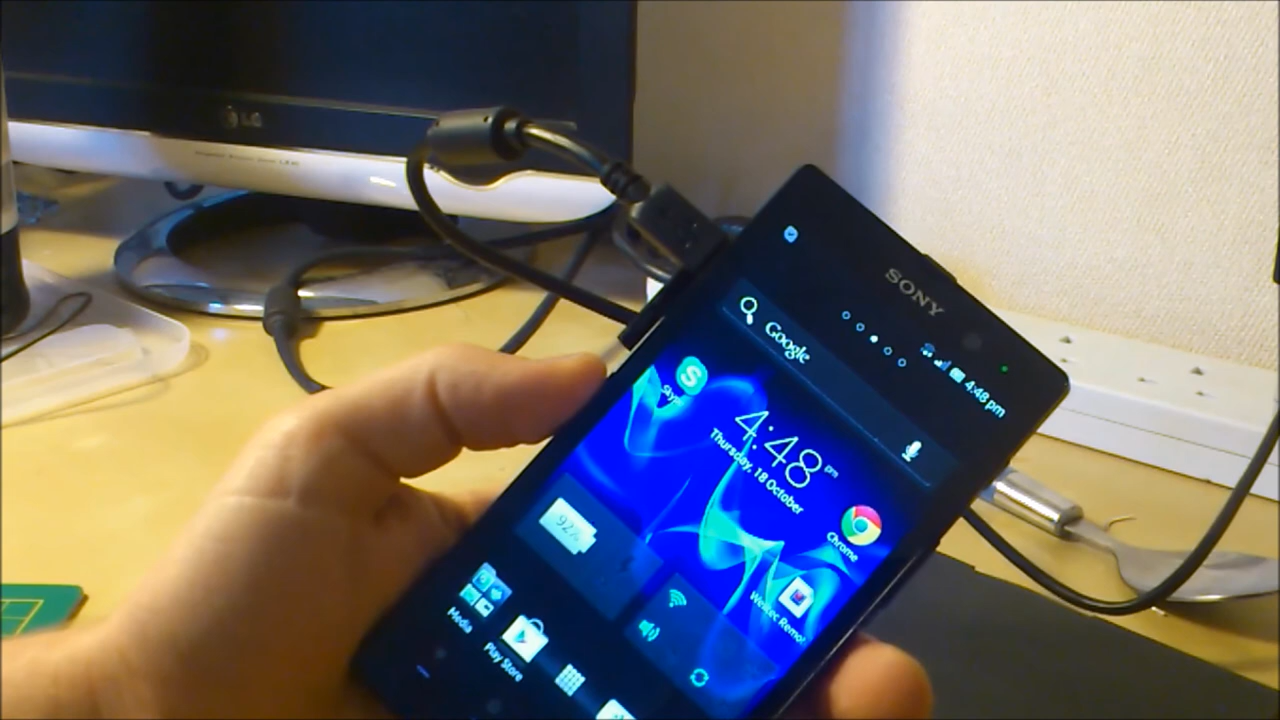 LG
SONY
4:48 pm
Google
Skype
4:48 pm
Thursday, 18 October
Chrome
92%
Media
Play Store